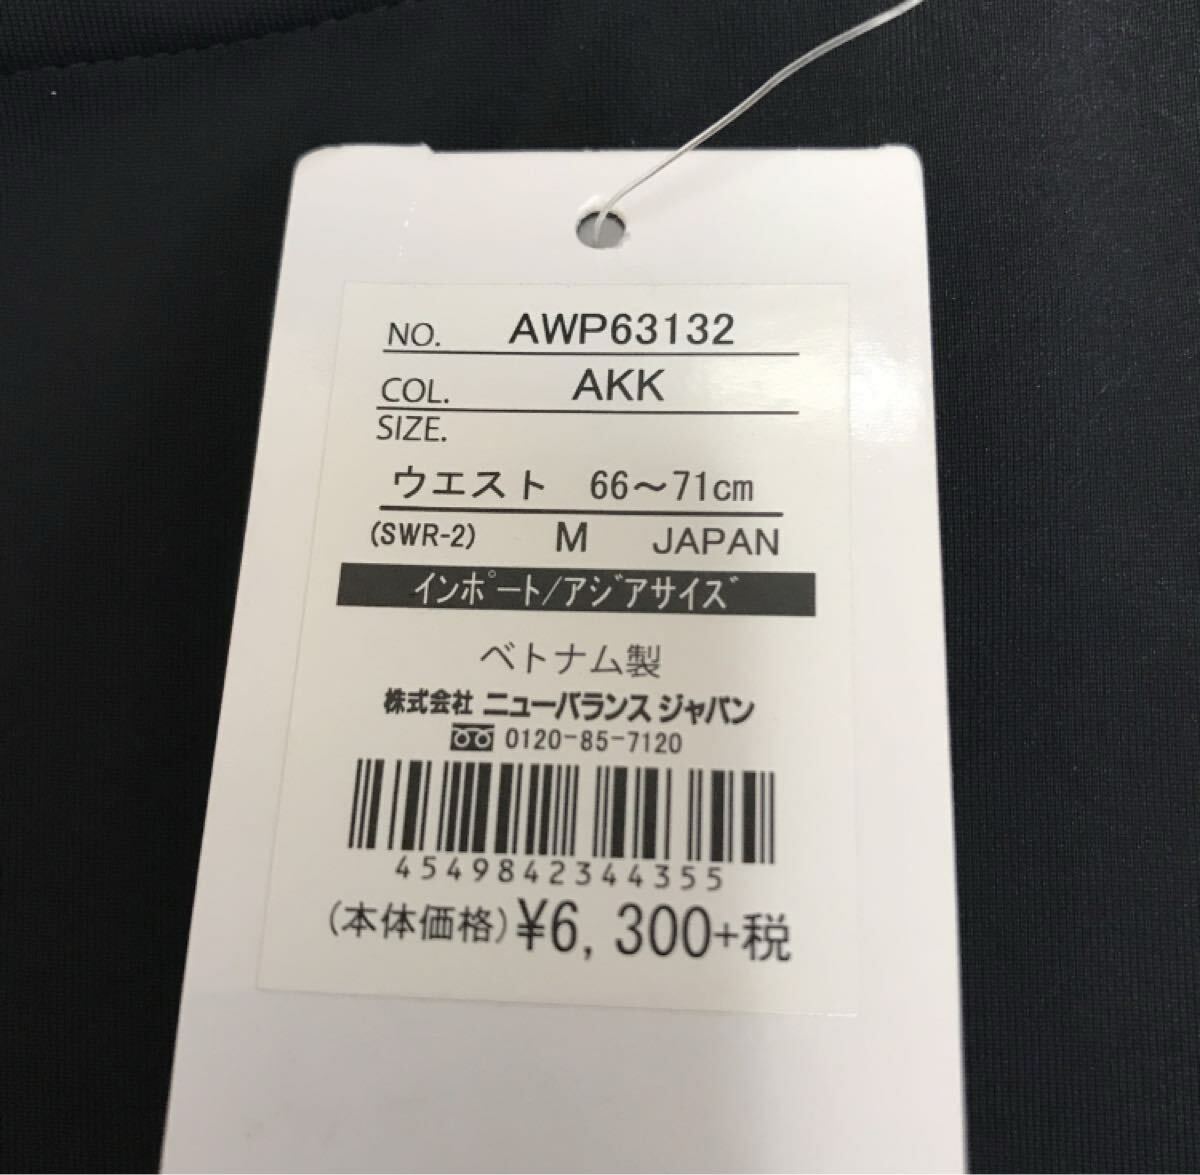 NO. AWP63132
COL. AKK
SIZE.
ウエスト 66～71cm
(SWR-2) M JAPAN
インポート/アジアサイズ
ベトナム製
株式会社 ニューバランス ジャパン
0120-85-7120
4549842344355
(本体価格)¥6,300+税